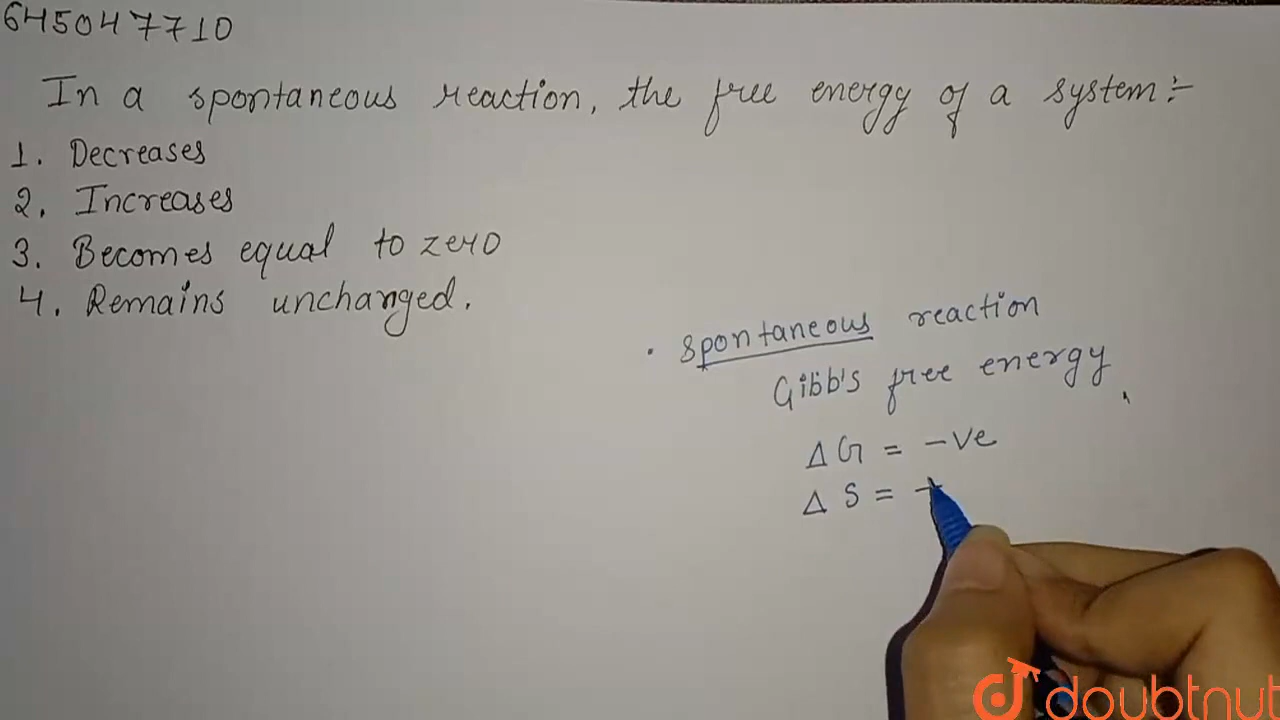 645047710
In a spontaneous reaction, the free energy of a system :-
1. Decreases
2. Increases
3. Becomes equal to zero
4. Remains unchanged.
• spontaneous reaction
Gibb's free energy
ΔG = -ve
ΔS = +
doubtnut